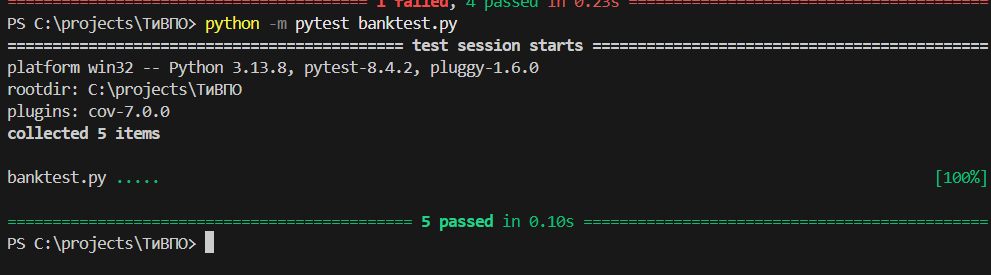 =================================== 1 failed, 4 passed in 0.23s ===================================
PS C:\projects\ТиВПО> python -m pytest banktest.py
======================================= test session starts =======================================
platform win32 -- Python 3.13.8, pytest-8.4.2, pluggy-1.6.0
rootdir: C:\projects\ТиВПО
plugins: cov-7.0.0
collected 5 items
banktest.py ..... [100%]
======================================== 5 passed in 0.10s ========================================
PS C:\projects\ТиВПО>